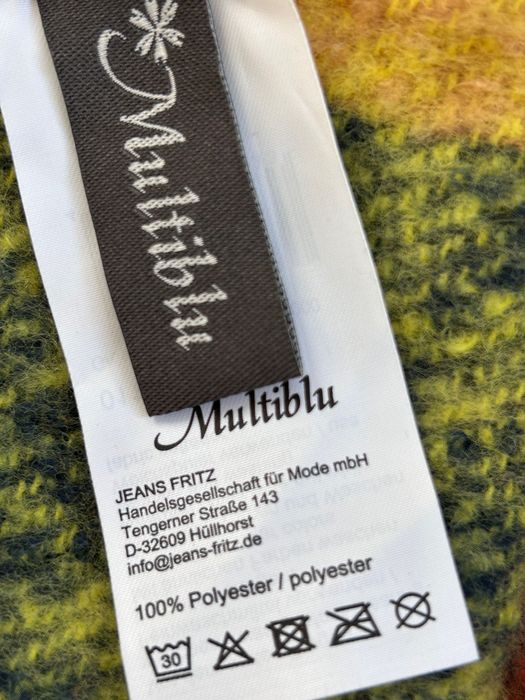 Multiblu
Multiblu
JEANS FRITZ
Handelsgesellschaft für Mode mbH
Tengerner Straße 143
D-32609 Hüllhorst
info@jeans-fritz.de
100% Polyester / polyester
30